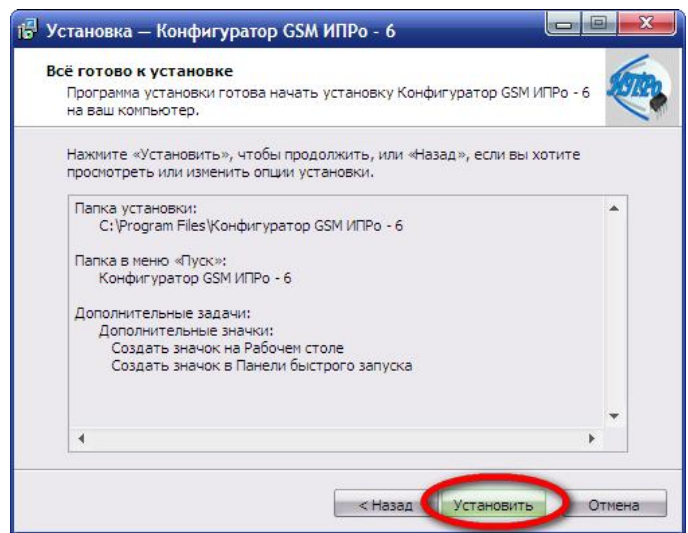 Установка — Конфигуратор GSM ИПРо - 6
Всё готово к установке
Программа установки готова начать установку Конфигуратор GSM ИПРо - 6
на ваш компьютер.
ИПРо
Нажмите «Установить», чтобы продолжить, или «Назад», если вы хотите
просмотреть или изменить опции установки.
Папка установки:
C:\Program Files\Конфигуратор GSM ИПРо - 6
Папка в меню «Пуск»:
Конфигуратор GSM ИПРо - 6
Дополнительные задачи:
Дополнительные значки:
Создать значок на Рабочем столе
Создать значок в Панели быстрого запуска
< Назад
Установить
Отмена